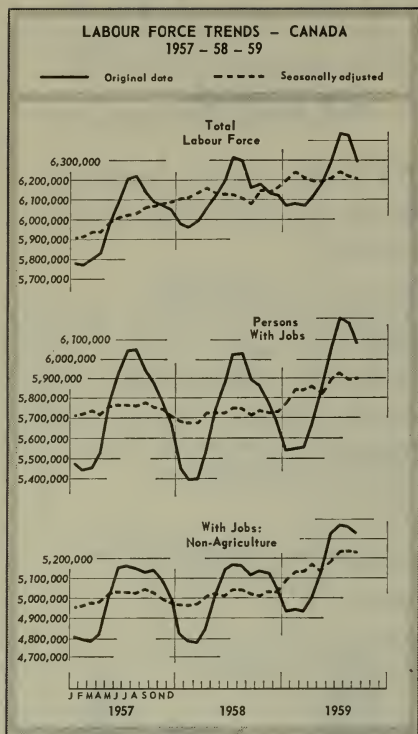 LABOUR FORCE TRENDS – CANADA
1957 – 58 – 59
Original data
Seasonally adjusted
Total
Labour Force
6,300,000
6,200,000
6,100,000
6,000,000
5,900,000
5,800,000
5,700,000
Persons
With Jobs
6,100,000
6,000,000
5,900,000
5,800,000
5,700,000
5,600,000
5,500,000
5,400,000
With Jobs:
Non-Agriculture
5,200,000
5,100,000
5,000,000
4,900,000
4,800,000
4,700,000
J F M A M J J A S O N D
1957
1958
1959